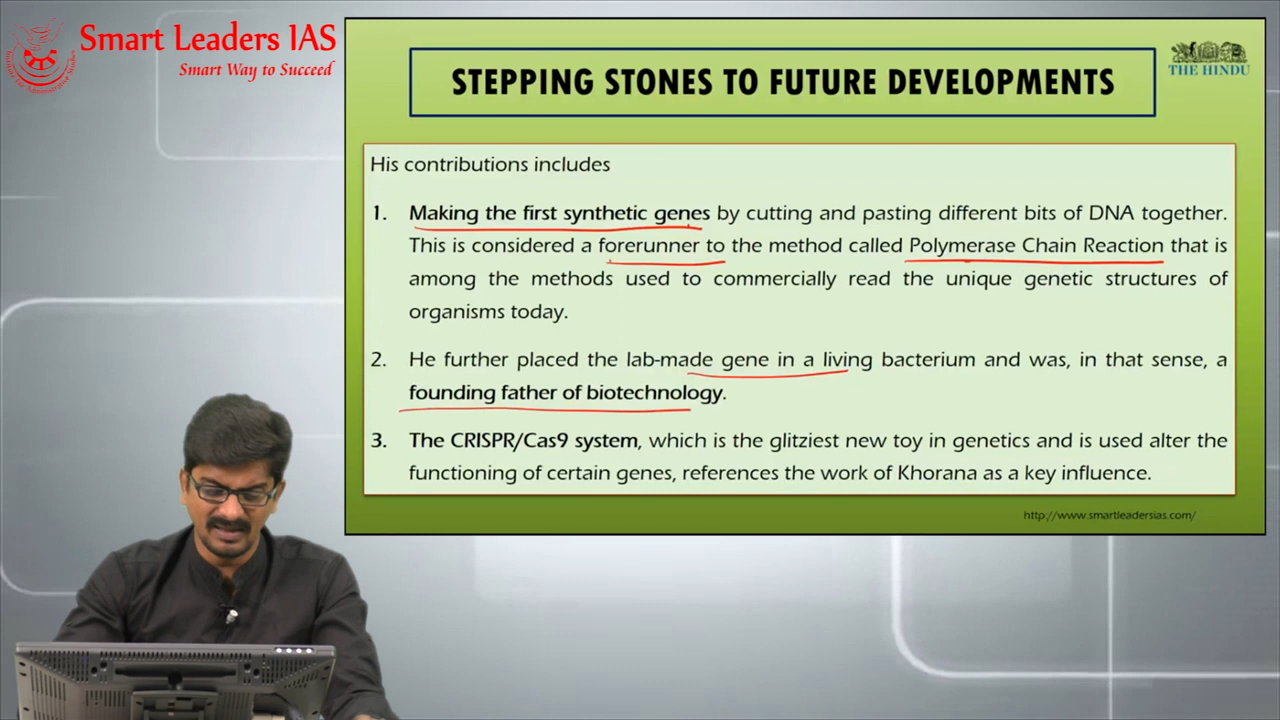 Smart Leaders IAS
Smart Way to Succeed
THE HINDU
STEPPING STONES TO FUTURE DEVELOPMENTS
His contributions includes
1. Making the first synthetic genes by cutting and pasting different bits of DNA together.
This is considered a forerunner to the method called Polymerase Chain Reaction that is
among the methods used to commercially read the unique genetic structures of
organisms today.
2. He further placed the lab-made gene in a living bacterium and was, in that sense, a
founding father of biotechnology.
3. The CRISPR/Cas9 system, which is the glitziest new toy in genetics and is used alter the
functioning of certain genes, references the work of Khorana as a key influence.
http://www.smartleadersias.com/